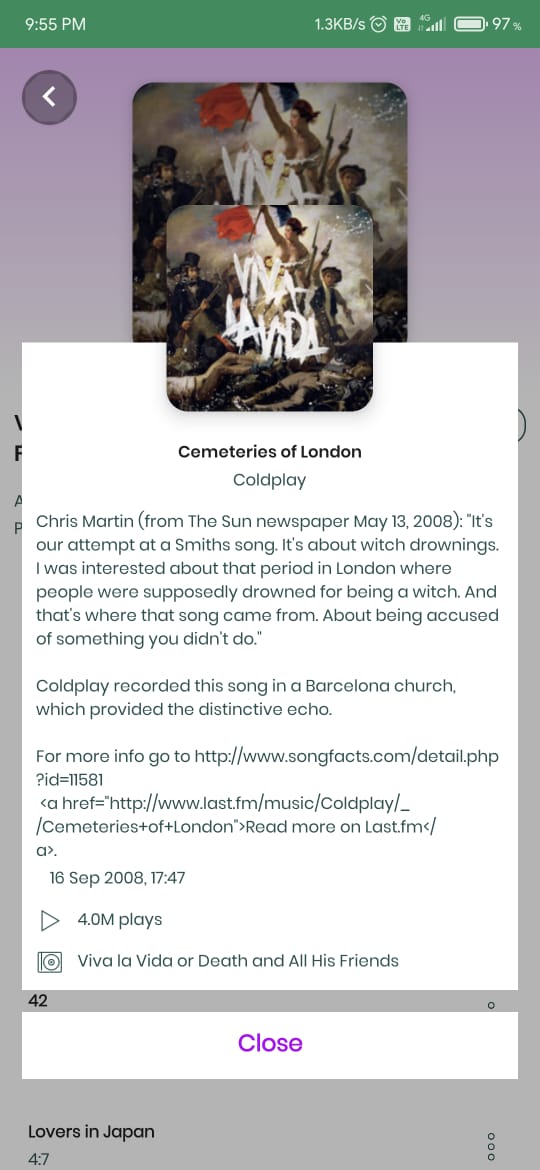 9:55 PM
1.3KB/s
Vo
LTE
4G
97 %
VIVA
VIVA
LA VIDA
V
F
A
P
Cemeteries of London
Coldplay
Chris Martin (from The Sun newspaper May 13, 2008): "It's
our attempt at a Smiths song. It's about witch drownings.
I was interested about that period in London where
people were supposedly drowned for being a witch. And
that's where that song came from. About being accused
of something you didn't do."
Coldplay recorded this song in a Barcelona church,
which provided the distinctive echo.
For more info go to http://www.songfacts.com/detail.php
?id=11581
<a href="http://www.last.fm/music/Coldplay/_
/Cemeteries+of+London">Read more on Last.fm</
a>.
16 Sep 2008, 17:47
4.0M plays
Viva la Vida or Death and All His Friends
42
Close
Lovers in Japan
4:7